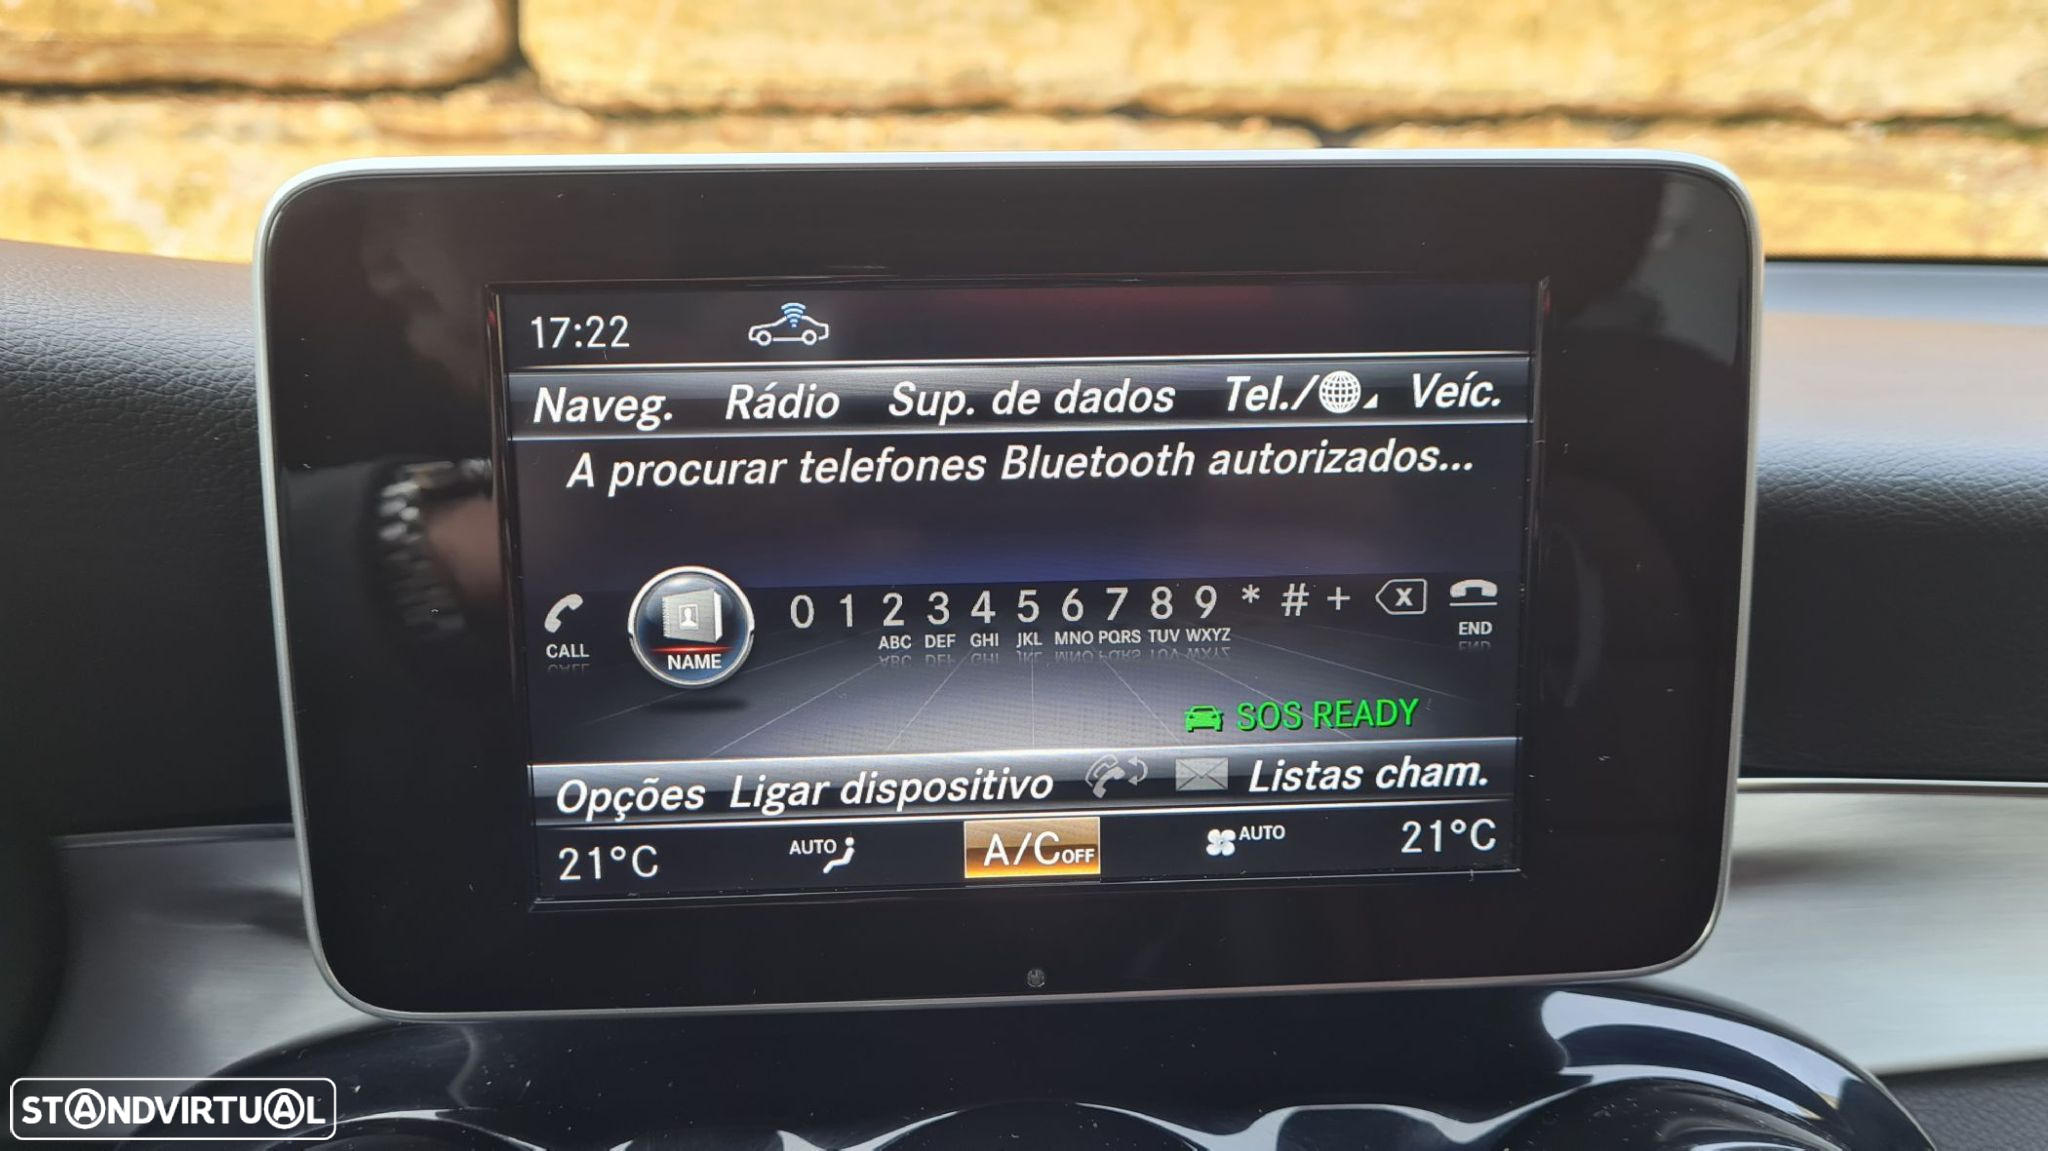 17:22
Naveg. Rádio Sup. de dados Tel./ Veíc.
A procurar telefones Bluetooth autorizados...
CALL NAME 0 1 2 3 4 5 6 7 8 9 * # + X END
ABC DEF GHI JKL MNO PQRS TUV WXYZ
SOS READY
Opções Ligar dispositivo Listas cham.
21°C AUTO A/C OFF AUTO 21°C
STANDVIRTUAL